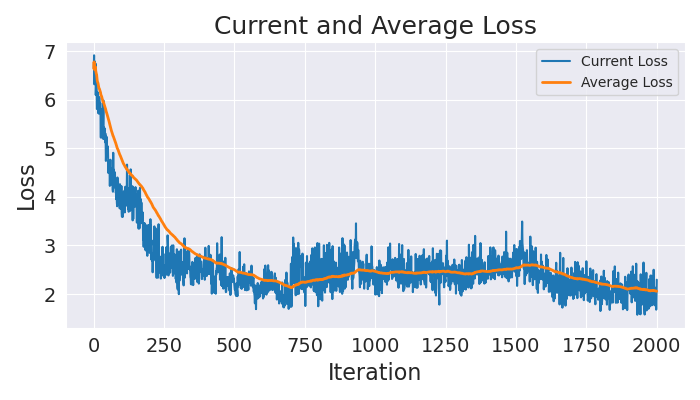 Current and Average Loss
7
6
5
4
3
2
Loss
Current Loss
Average Loss
0 250 500 750 1000 1250 1500 1750 2000
Iteration